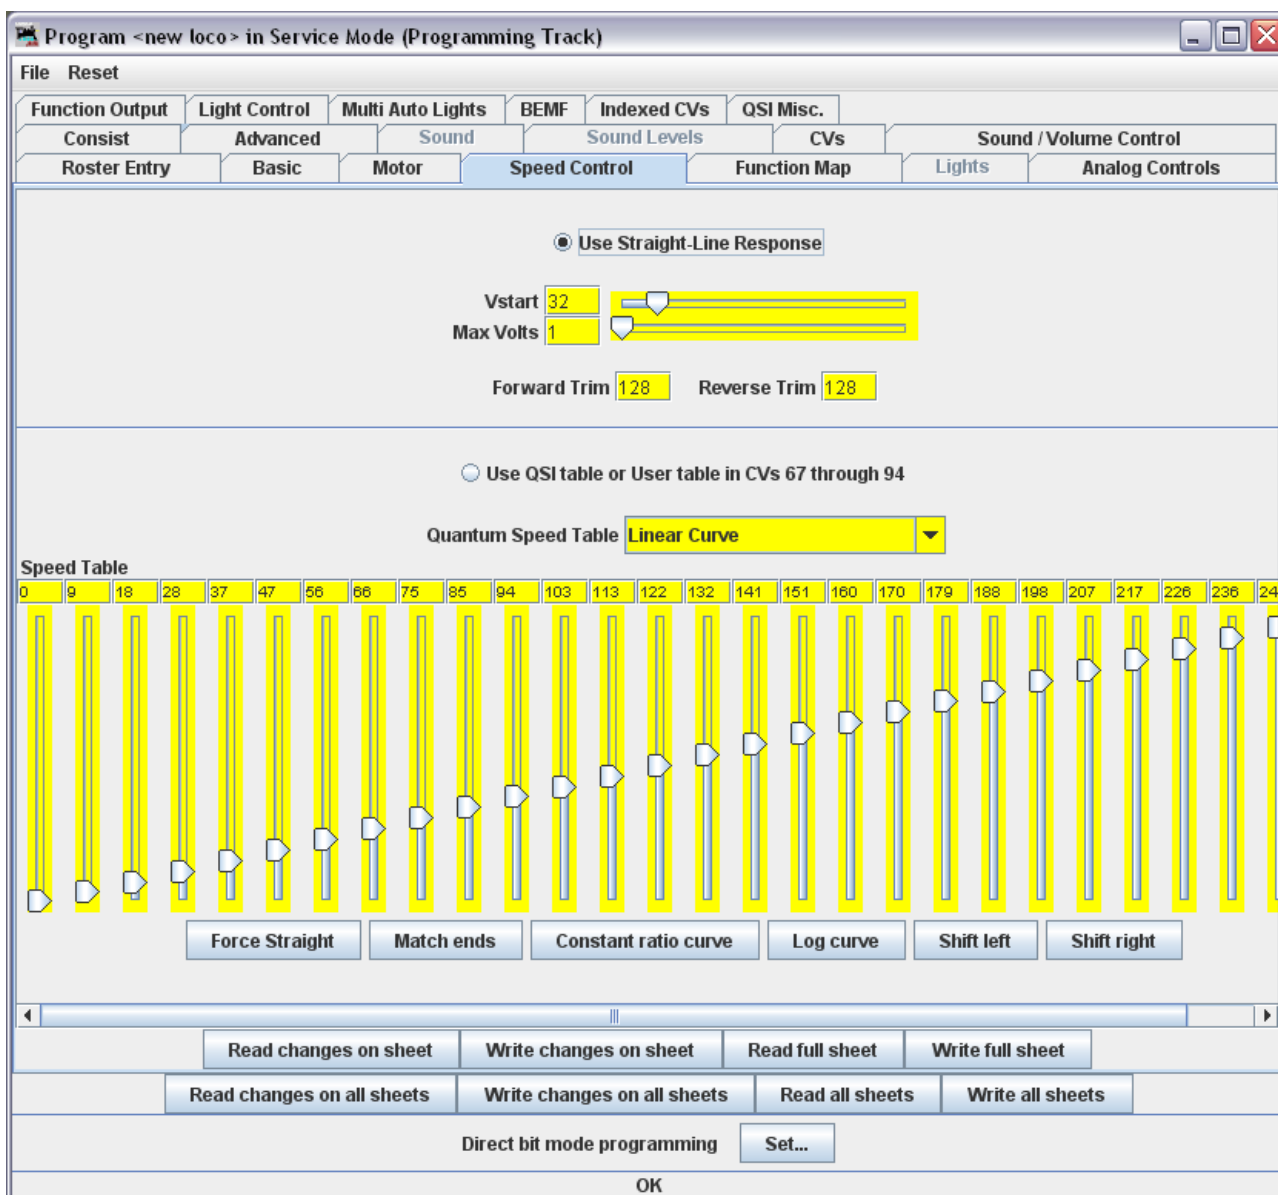 Program <new loco> in Service Mode (Programming Track)
File Reset
Function Output Light Control Multi Auto Lights BEMF Indexed CVs QSI Misc.
Consist Advanced Sound Sound Levels CVs Sound / Volume Control
Roster Entry Basic Motor Speed Control Function Map Lights Analog Controls
Use Straight-Line Response
Vstart 32
Max Volts 1
Forward Trim 128 Reverse Trim 128
Use QSI table or User table in CVs 67 through 94
Quantum Speed Table Linear Curve
Speed Table
0 9 18 28 37 47 56 66 75 85 94 103 113 122 132 141 151 160 170 179 188 198 207 217 226 236 24
Force Straight Match ends Constant ratio curve Log curve Shift left Shift right
Read changes on sheet Write changes on sheet Read full sheet Write full sheet
Read changes on all sheets Write changes on all sheets Read all sheets Write all sheets
Direct bit mode programming Set...
OK